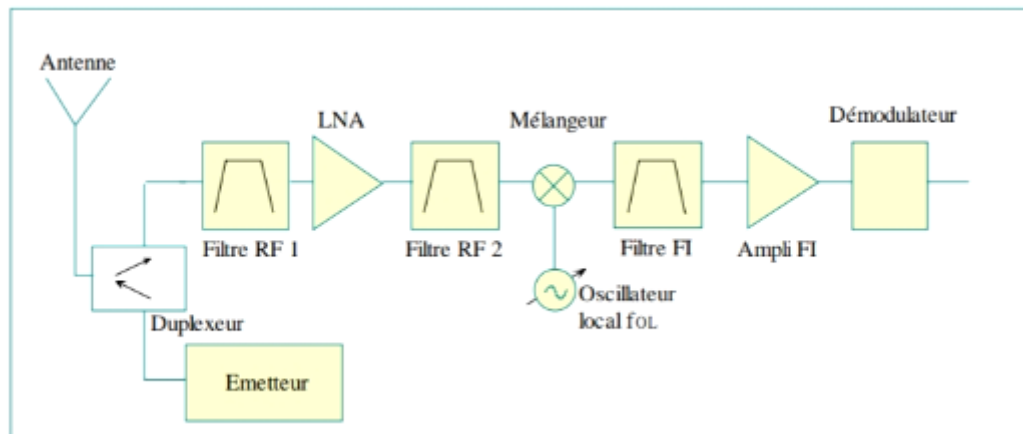 Antenne
LNA
Mélangeur
Démodulateur
Filtre RF 1
Filtre RF 2
Filtre FI
Ampli FI
Oscillateur
local fOL
Duplexeur
Emetteur